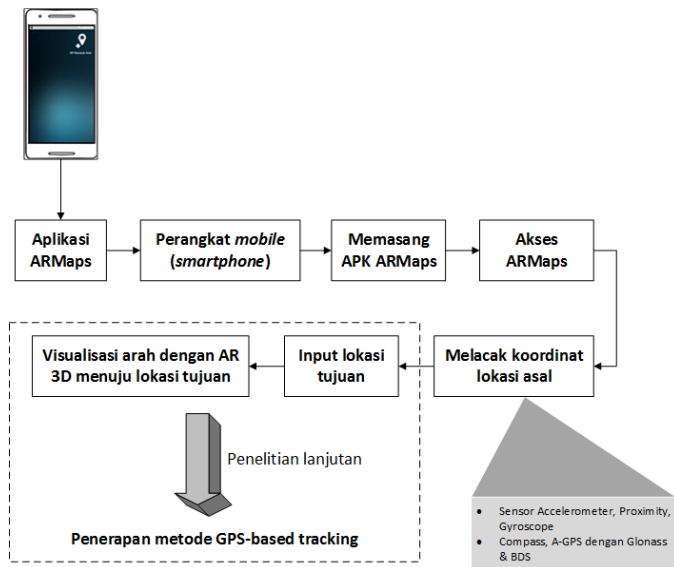 Aplikasi
ARMaps
Perangkat mobile
(smartphone)
Memasang
APK ARMaps
Akses
ARMaps
Visualisasi arah dengan AR
3D menuju lokasi tujuan
Input lokasi
tujuan
Melacak koordinat
lokasi asal
Penelitian lanjutan
Penerapan metode GPS-based tracking
• Sensor Accelerometer, Proximity,
Gyroscope
• Compass, A-GPS dengan Glonass
& BDS